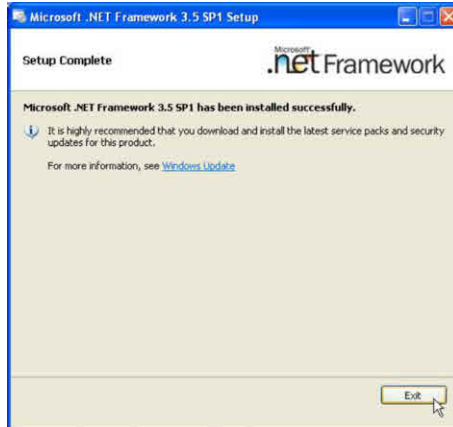 Microsoft .NET Framework 3.5 SP1 Setup
Setup Complete
Microsoft
.net Framework
Microsoft .NET Framework 3.5 SP1 has been installed successfully.
It is highly recommended that you download and install the latest service packs and security
updates for this product.
For more information, see Windows Update
Exit